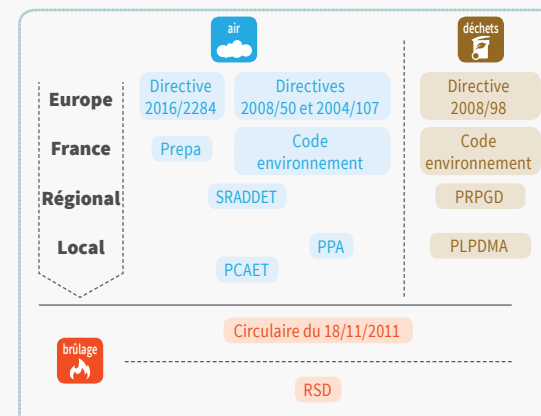 air
déchets
Europe
Directive
2016/2284
Directives
2008/50 et 2004/107
Directive
2008/98
France
Prepa
Code
environnement
Code
environnement
Régional
SRADDET
PRPGD
Local
PPA
PLPDMA
PCAET
brûlage
Circulaire du 18/11/2011
RSD